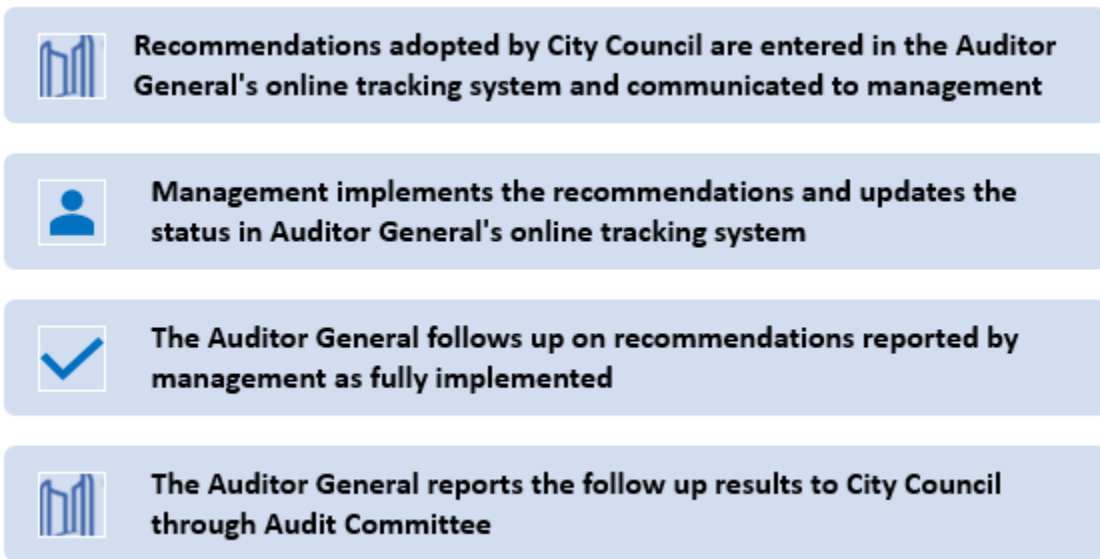 Recommendations adopted by City Council are entered in the Auditor
General's online tracking system and communicated to management
Management implements the recommendations and updates the
status in Auditor General's online tracking system
The Auditor General follows up on recommendations reported by
management as fully implemented
The Auditor General reports the follow up results to City Council
through Audit Committee